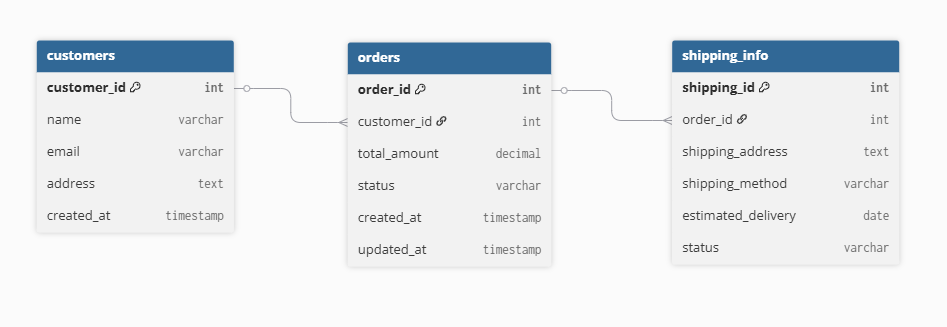 customers
customer_id int
name varchar
email varchar
address text
created_at timestamp
orders
order_id int
customer_id int
total_amount decimal
status varchar
created_at timestamp
updated_at timestamp
shipping_info
shipping_id int
order_id int
shipping_address text
shipping_method varchar
estimated_delivery date
status varchar